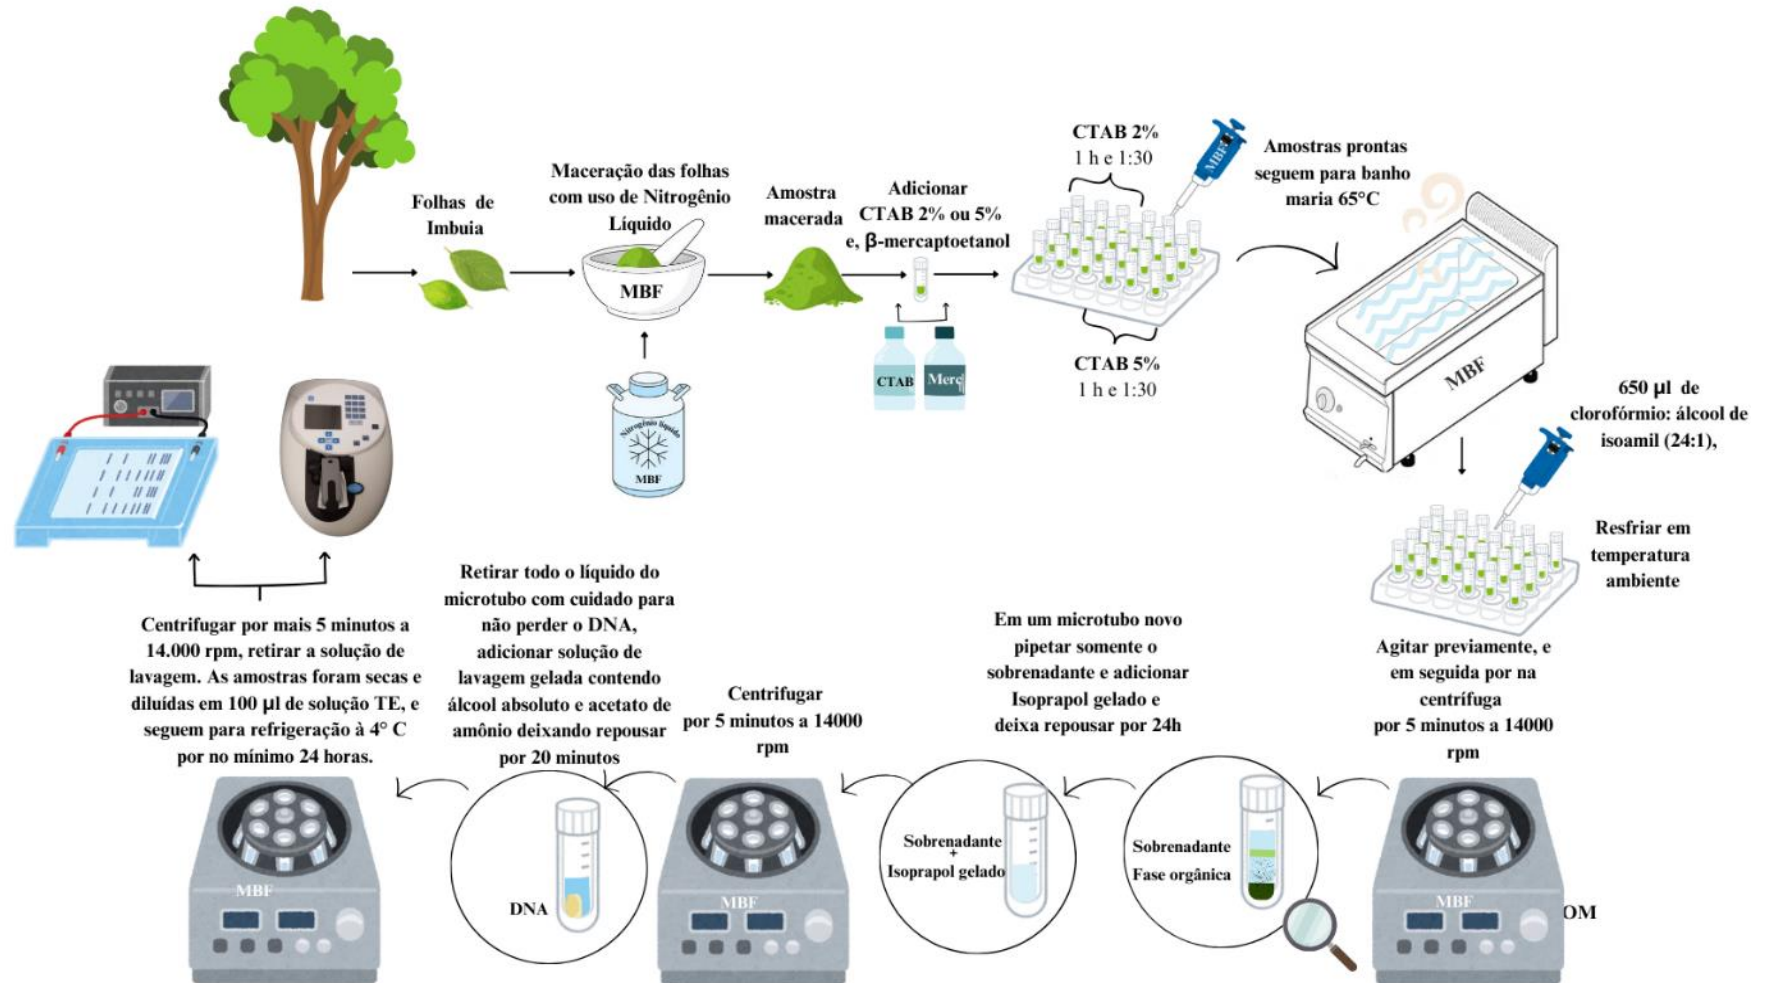 Folhas de
Imbuia
Maceração das folhas
com uso de Nitrogênio
Líquido
MBF
Nitrogênio líquido
MBF
Amostra
macerada
Adicionar
CTAB 2% ou 5%
e, β-mercaptoetanol
CTAB
Merc
CTAB 2%
1 h e 1:30
MBF
CTAB 5%
1 h e 1:30
Amostras prontas
seguem para banho
maria 65°C
MBF
650 µl de
clorofórmio: álcool de
isoamil (24:1),
Resfriar em
temperatura
ambiente
Agitar previamente, e
em seguida por na
centrífuga
por 5 minutos a 14000
rpm
MBF
OM
Sobrenadante
Fase orgânica
Em um microtubo novo
pipetar somente o
sobrenadante e adicionar
Isoprapol gelado e
deixa repousar por 24h
Sobrenadante
+
Isoprapol gelado
Centrifugar
por 5 minutos a 14000
rpm
MBF
Retirar todo o líquido do
microtubo com cuidado para
não perder o DNA,
adicionar solução de
lavagem gelada contendo
álcool absoluto e acetato de
amônio deixando repousar
por 20 minutos
DNA
Centrifugar por mais 5 minutos a
14.000 rpm, retirar a solução de
lavagem. As amostras foram secas e
diluídas em 100 µl de solução TE, e
seguem para refrigeração à 4° C
por no mínimo 24 horas.
MBF